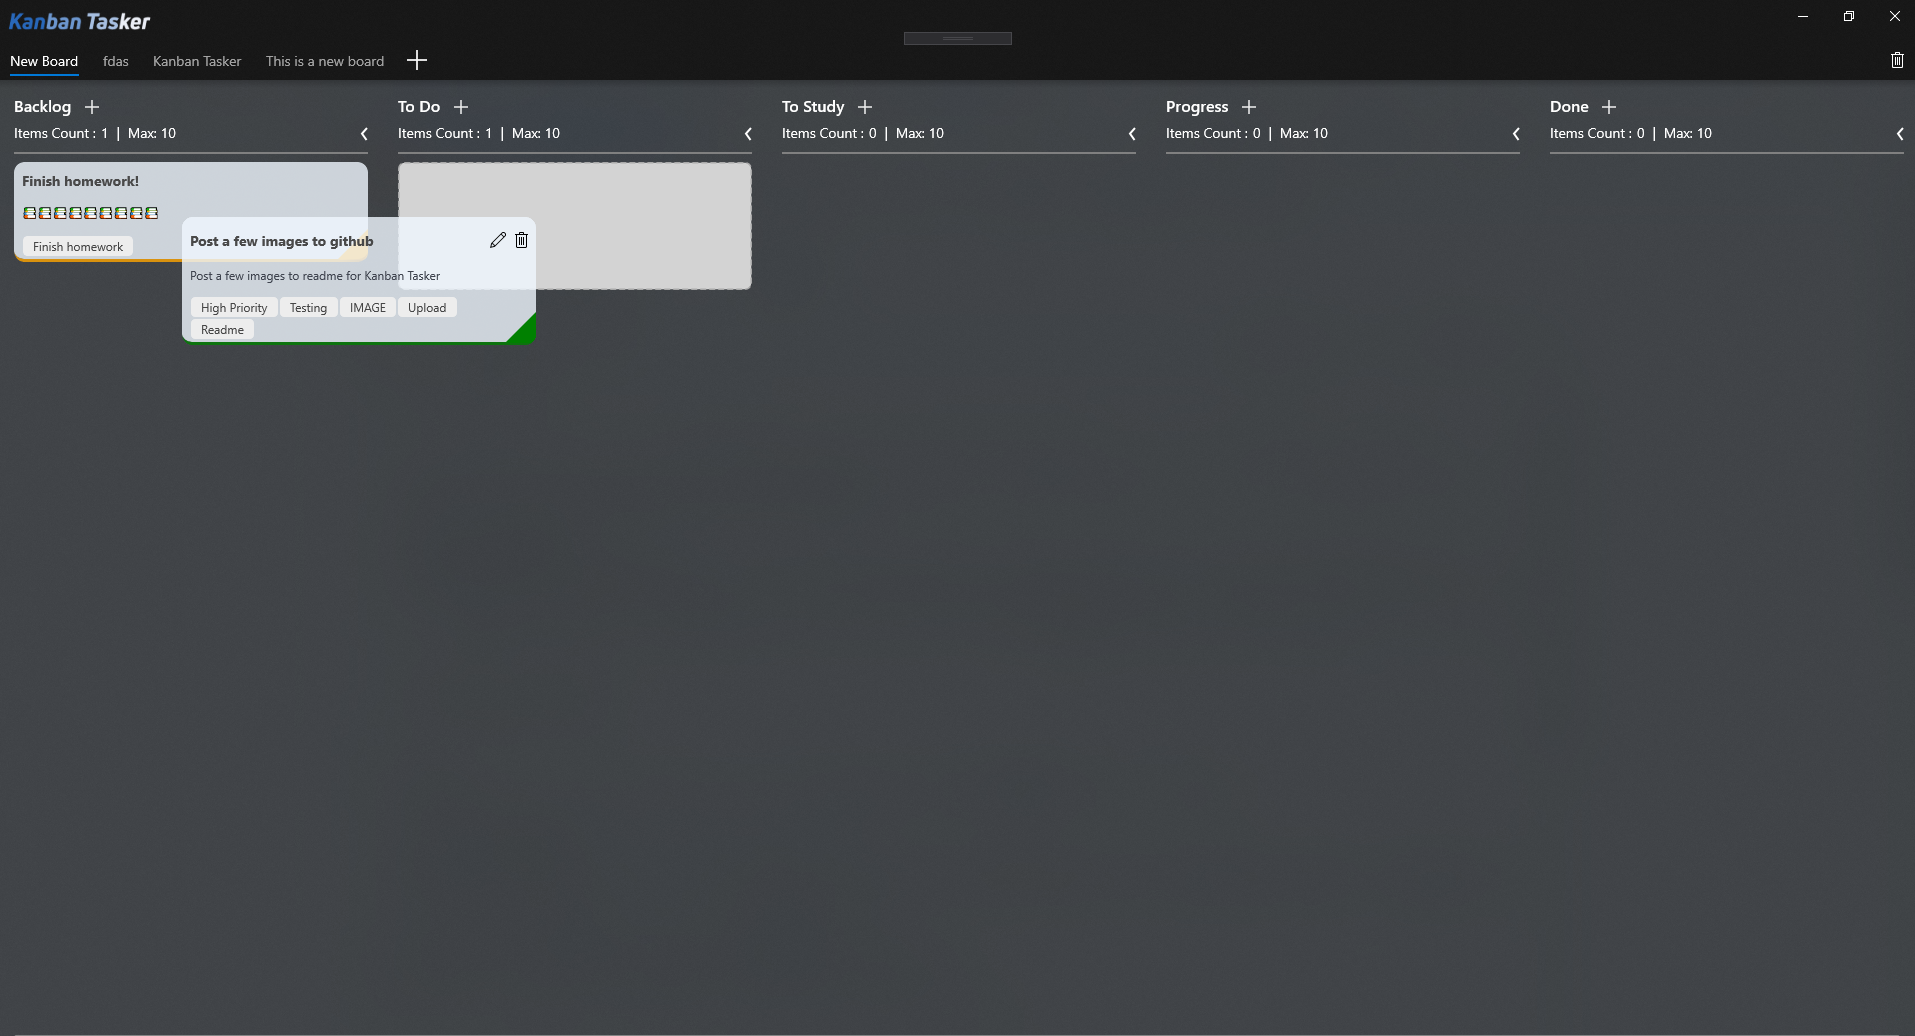 Kanban Tasker
New Board fdas Kanban Tasker This is a new board
Backlog
Items Count : 1 | Max: 10
Finish homework!
Finish homework
To Do
Items Count : 1 | Max: 10
Post a few images to github
Post a few images to readme for Kanban Tasker
High Priority Testing IMAGE Upload
Readme
To Study
Items Count : 0 | Max: 10
Progress
Items Count : 0 | Max: 10
Done
Items Count : 0 | Max: 10